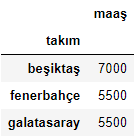 maaş
takım
beşiktaş 7000
fenerbahçe 5500
galatasaray 5500